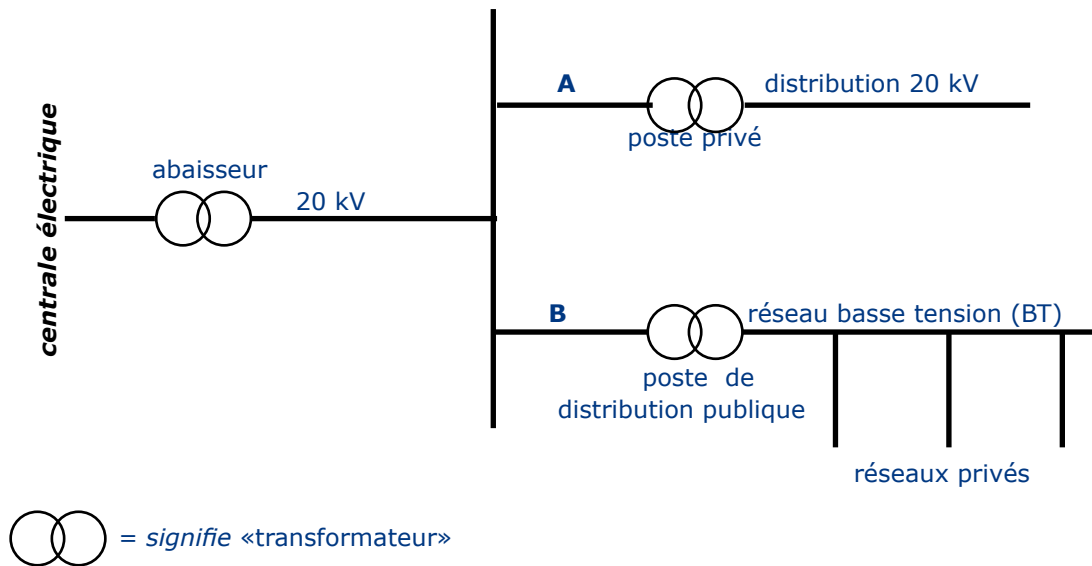 centrale électrique
abaisseur
20 kV
A
distribution 20 kV
poste privé
B
réseau basse tension (BT)
poste de
distribution publique
réseaux privés
= signifie «transformateur»